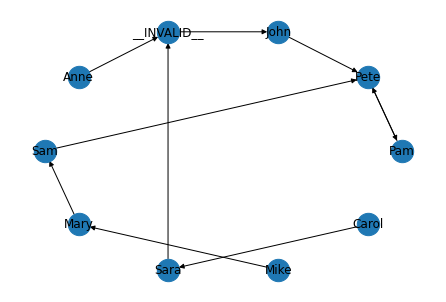 __INVALID__
John
Anne
Pete
Sam
Pam
Mary
Carol
Sara
Mike